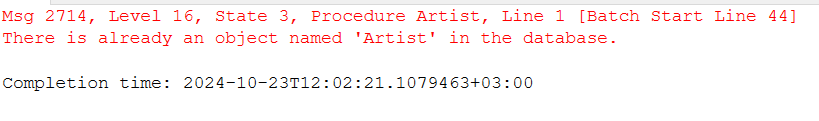 Msg 2714, Level 16, State 3, Procedure Artist, Line 1 [Batch Start Line 44]
There is already an object named 'Artist' in the database.
Completion time: 2024-10-23T12:02:21.1079463+03:00